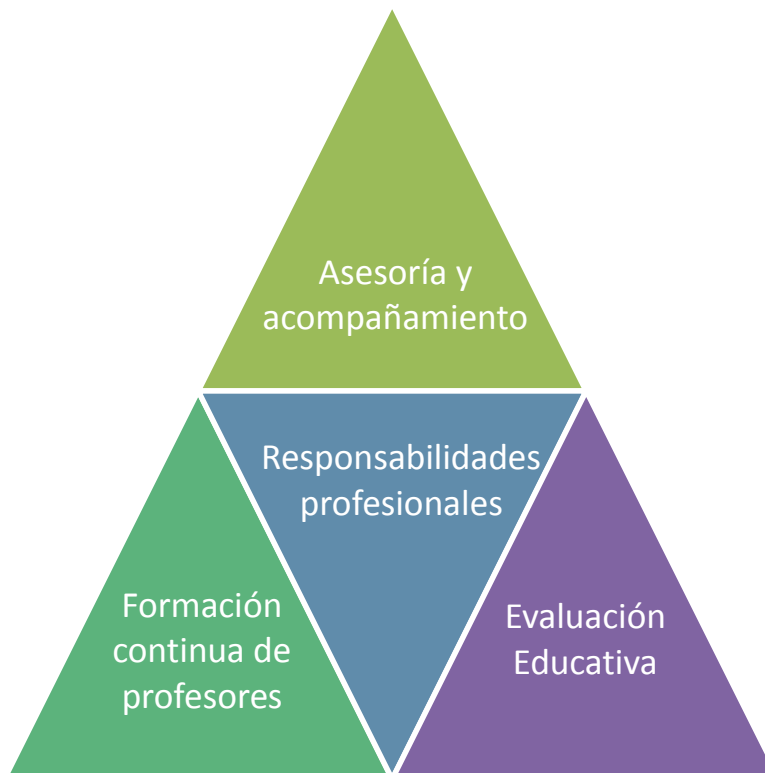 Asesoría y
acompañamiento
Responsabilidades
profesionales
Formación
continua de
profesores
Evaluación
Educativa